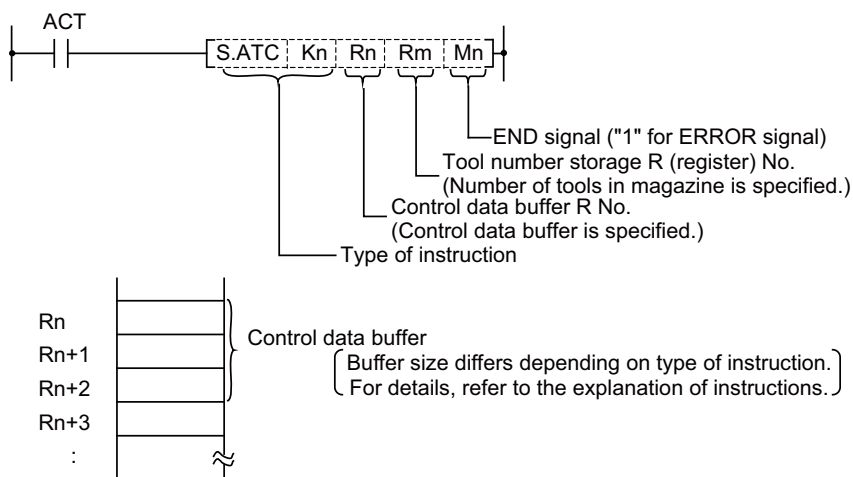 ACT
S.ATC Kn Rn Rm Mn
END signal ("1" for ERROR signal)
Tool number storage R (register) No.
(Number of tools in magazine is specified.)
Control data buffer R No.
(Control data buffer is specified.)
Type of instruction
Rn
Rn+1
Rn+2
Rn+3
:
Control data buffer
Buffer size differs depending on type of instruction.
For details, refer to the explanation of instructions.